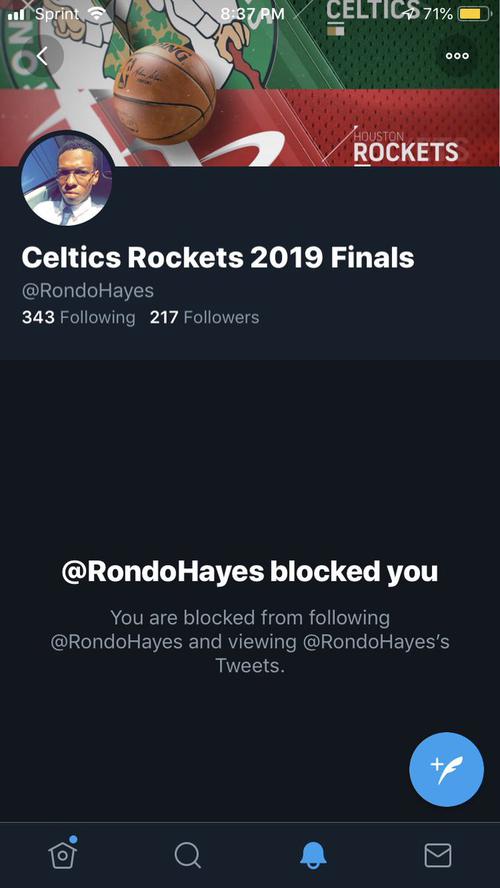 CELTICS
Sprint
8:37 PM
71%
HOUSTON
ROCKETS
Celtics Rockets 2019 Finals
@RondoHayes
343 Following 217 Followers
@RondoHayes blocked you
You are blocked from following
@RondoHayes and viewing @RondoHayes’s
Tweets.